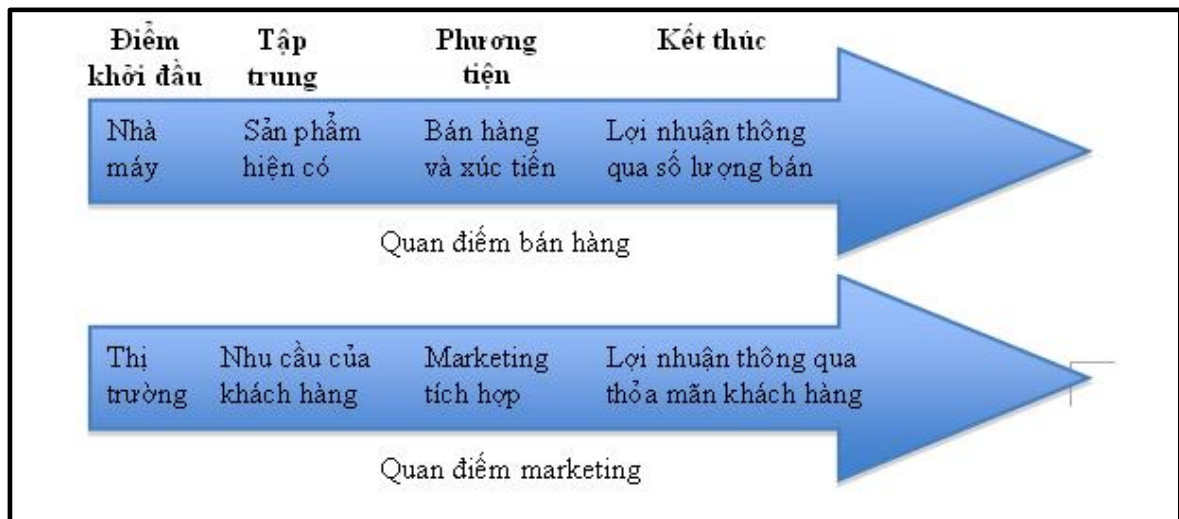 Điểm Tập Phương Kết thúc
khởi đầu trung tiện
Nhà Sản phẩm Bán hàng Lợi nhuận thông
máy hiện có và xúc tiến qua số lượng bán
Quan điểm bán hàng
Thị Nhu cầu của Marketing Lợi nhuận thông qua
trường khách hàng tích hợp thỏa mãn khách hàng
Quan điểm marketing